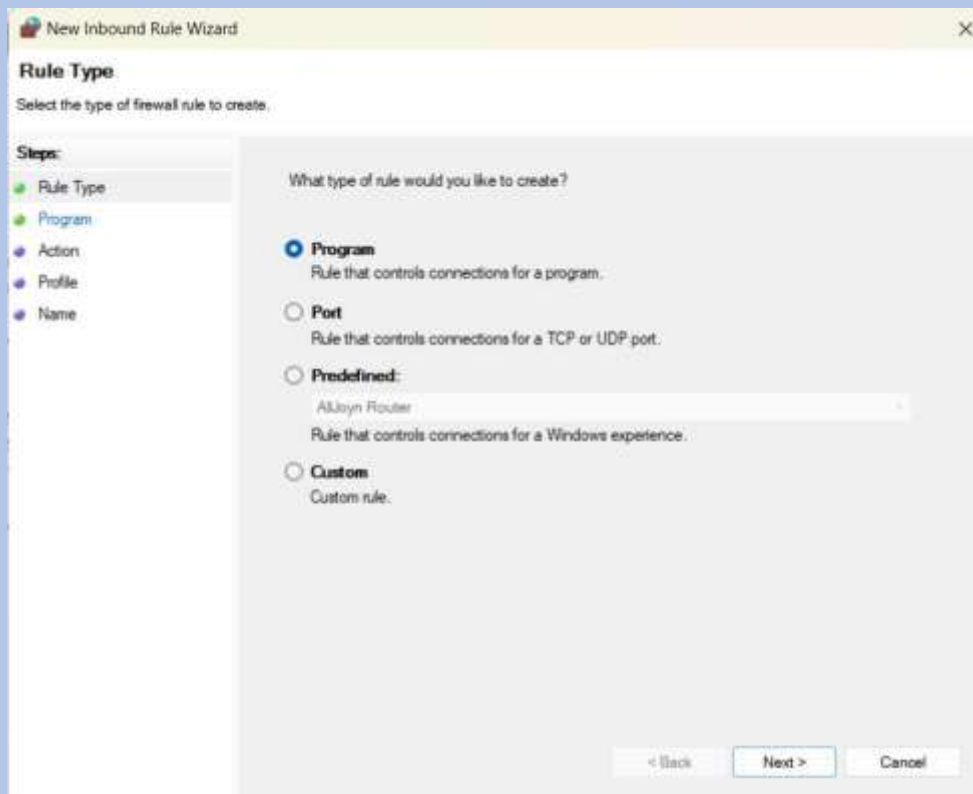 New Inbound Rule Wizard
Rule Type
Select the type of firewall rule to create.
Steps:
Rule Type
Program
Action
Profile
Name
What type of rule would you like to create?
Program
Rule that controls connections for a program.
Port
Rule that controls connections for a TCP or UDP port.
Predefined:
AllJoyn Router
Rule that controls connections for a Windows experience.
Custom
Custom rule.
< Back
Next >
Cancel